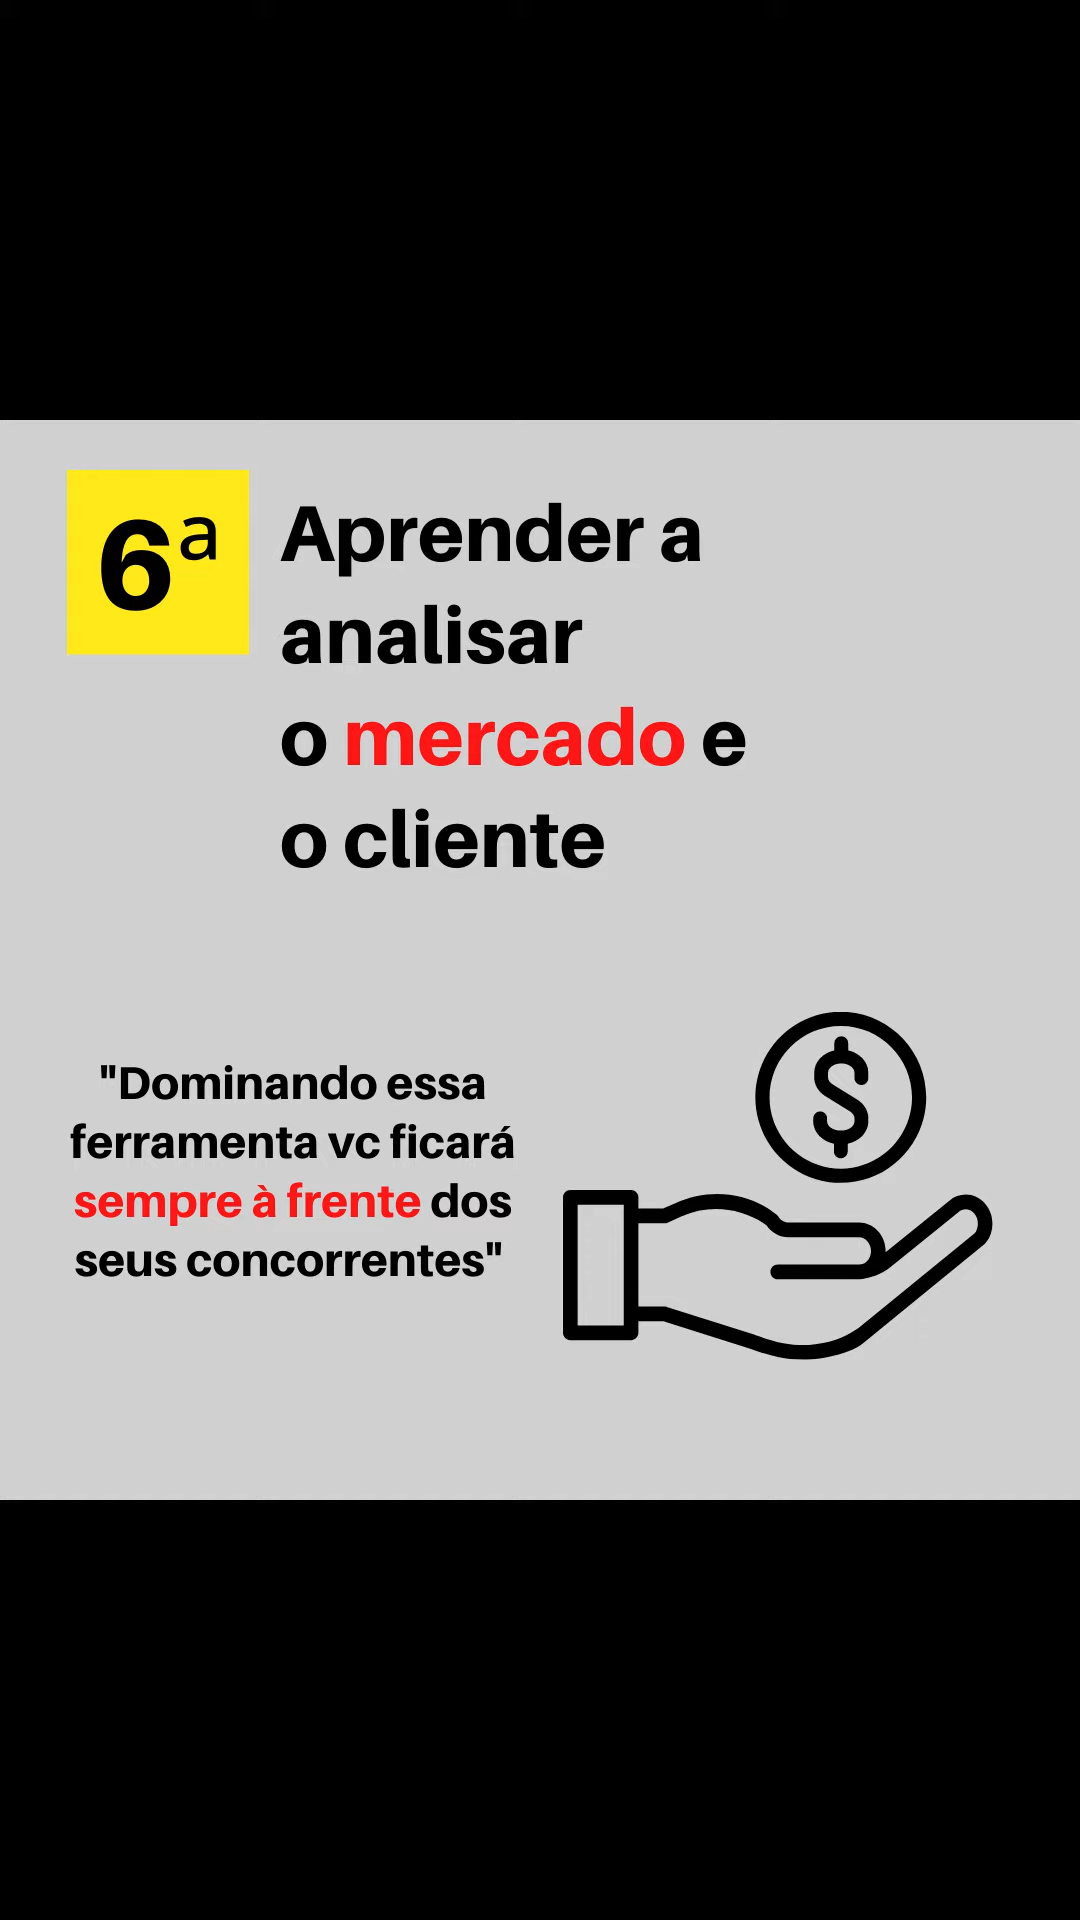 6ª
Aprender a
analisar
o mercado e
o cliente
"Dominando essa
ferramenta vc ficará
sempre à frente dos
seus concorrentes"
$